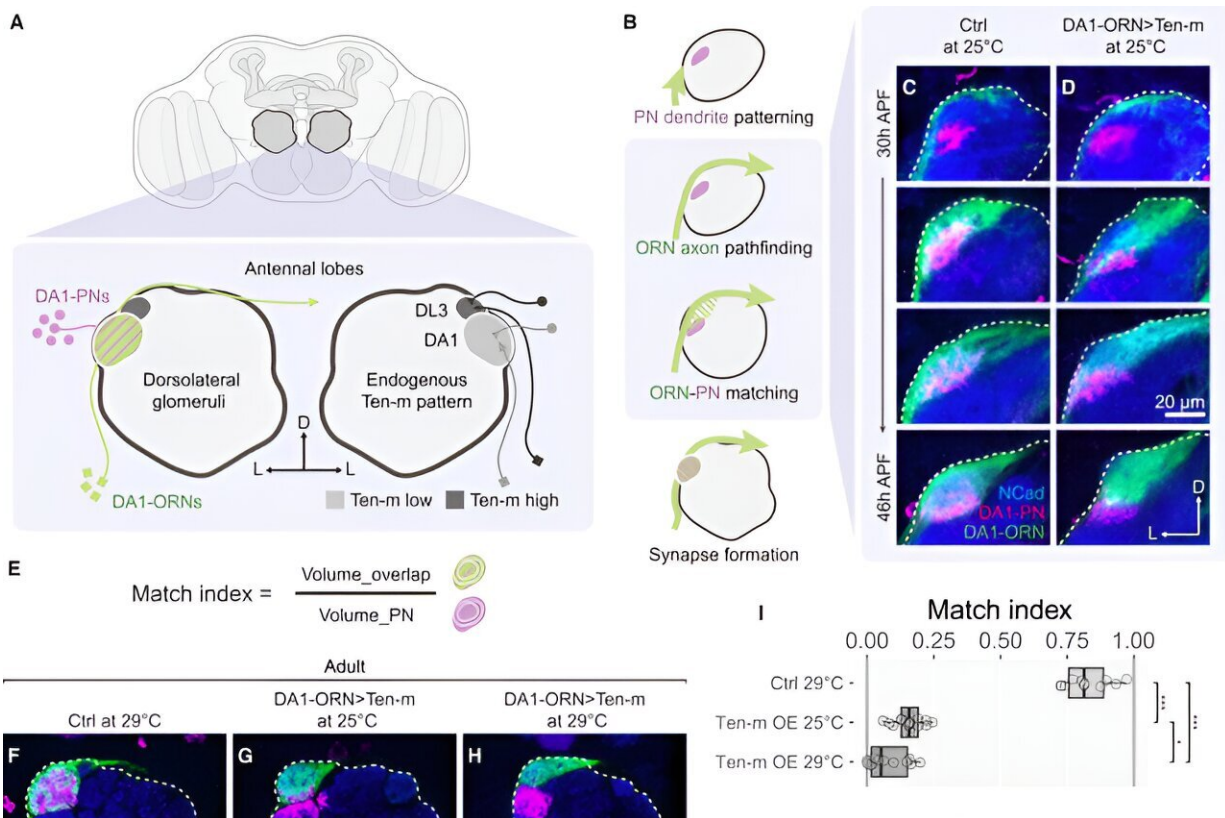 A
DA1-PNs
Antennal lobes
DL3
DA1
Dorsolateral
glomeruli
Endogenous
Ten-m pattern
D
L
L
DA1-ORNs
Ten-m low
Ten-m high
B
PN dendrite patterning
ORN axon pathfinding
ORN-PN matching
Synapse formation
Ctrl
at 25°C
DA1-ORN>Ten-m
at 25°C
C
D
30h APF
46h APF
20 µm
NCad
DA1-PN
DA1-ORN
D
L
E
Match index =
Volume_overlap
Volume_PN
Adult
Ctrl at 29°C
DA1-ORN>Ten-m
at 25°C
DA1-ORN>Ten-m
at 29°C
F
G
H
I
Match index
0.00 0.25 0.50 0.75 1.00
Ctrl 29°C
Ten-m OE 25°C
Ten-m OE 29°C
***
***
*